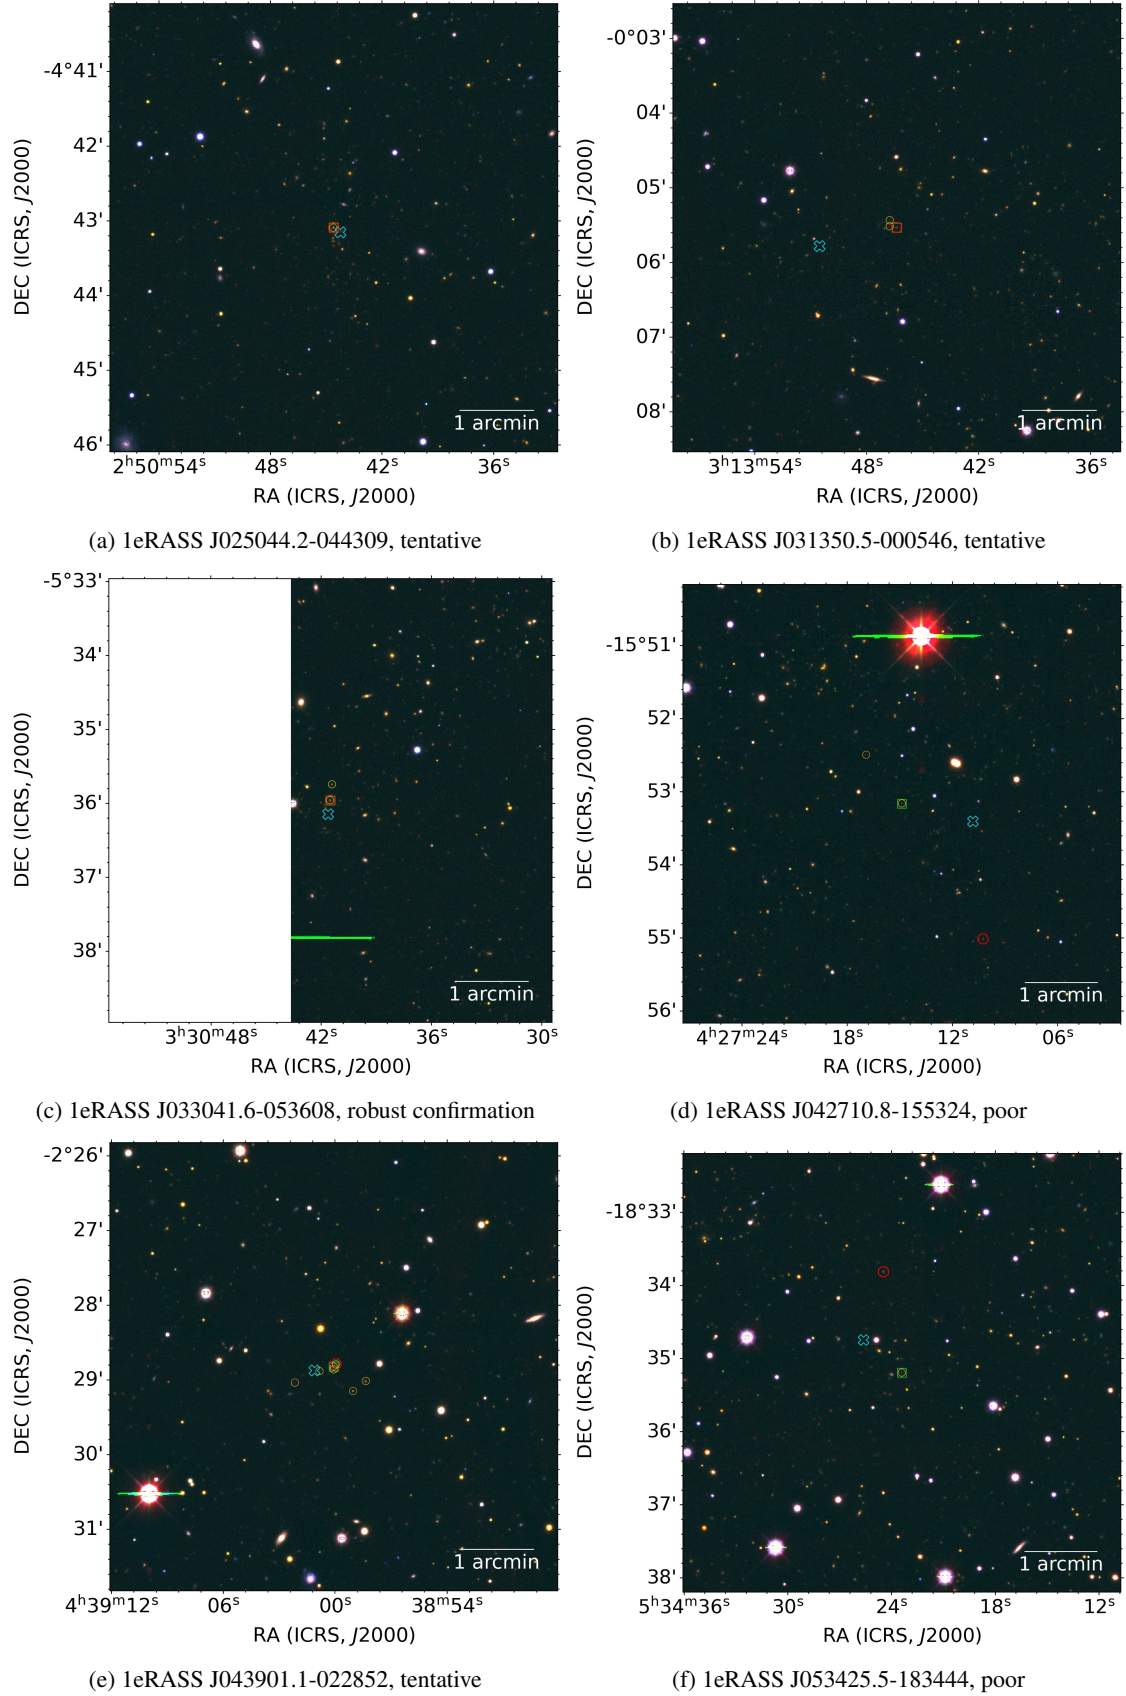 -4°41'
42'
43'
44'
45'
46'
DEC (ICRS, J2000)
1 arcmin
2ʰ50ᵐ54ˢ 48ˢ 42ˢ 36ˢ
RA (ICRS, J2000)
(a) 1eRASS J025044.2-044309, tentative
-0°03'
04'
05'
06'
07'
08'
DEC (ICRS, J2000)
1 arcmin
3ʰ13ᵐ54ˢ 48ˢ 42ˢ 36ˢ
RA (ICRS, J2000)
(b) 1eRASS J031350.5-000546, tentative
-5°33'
34'
35'
36'
37'
38'
DEC (ICRS, J2000)
1 arcmin
3ʰ30ᵐ48ˢ 42ˢ 36ˢ 30ˢ
RA (ICRS, J2000)
(c) 1eRASS J033041.6-053608, robust confirmation
-15°51'
52'
53'
54'
55'
56'
DEC (ICRS, J2000)
1 arcmin
4ʰ27ᵐ24ˢ 18ˢ 12ˢ 06ˢ
RA (ICRS, J2000)
(d) 1eRASS J042710.8-155324, poor
-2°26'
27'
28'
29'
30'
31'
DEC (ICRS, J2000)
1 arcmin
4ʰ39ᵐ12ˢ 06ˢ 00ˢ 38ᵐ54ˢ
RA (ICRS, J2000)
(e) 1eRASS J043901.1-022852, tentative
-18°33'
34'
35'
36'
37'
38'
DEC (ICRS, J2000)
1 arcmin
5ʰ34ᵐ36ˢ 30ˢ 24ˢ 18ˢ 12ˢ
RA (ICRS, J2000)
(f) 1eRASS J053425.5-183444, poor